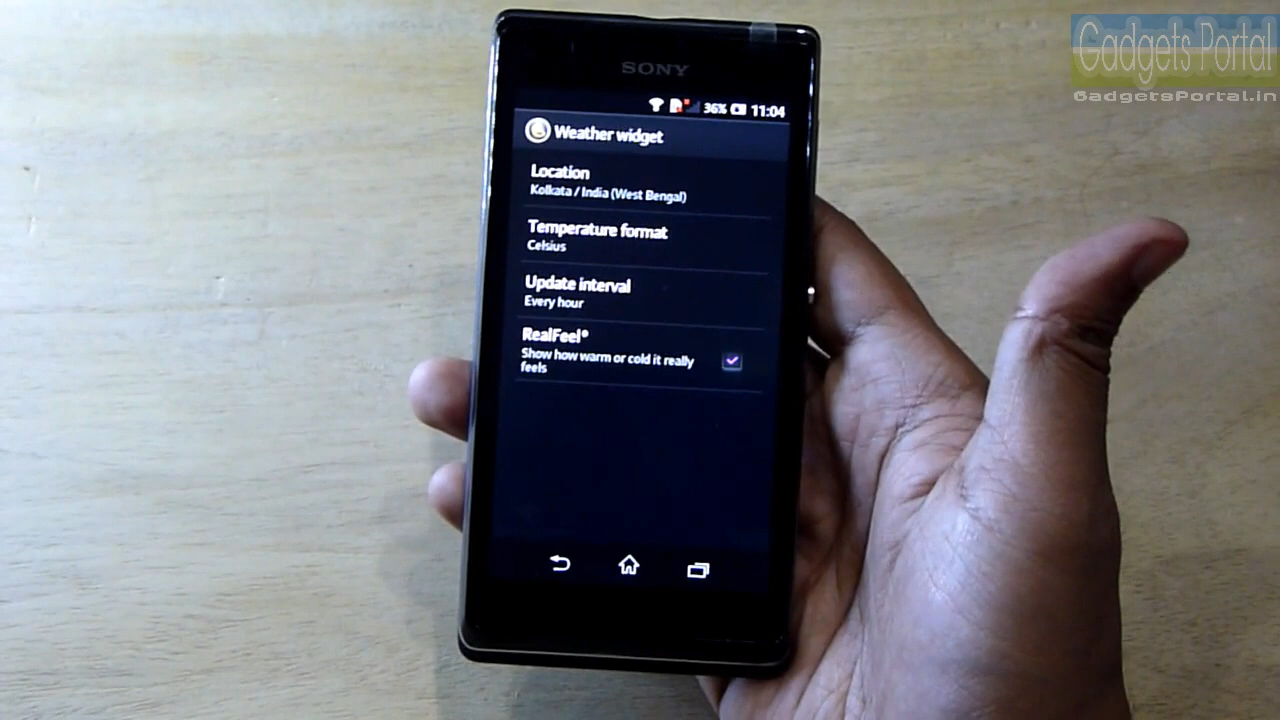 Gadgets Portal
GadgetsPortal.in
SONY
36% 11:04
Weather widget
Location
Kolkata / India (West Bengal)
Temperature format
Celsius
Update interval
Every hour
RealFeel®
Show how warm or cold it really
feels